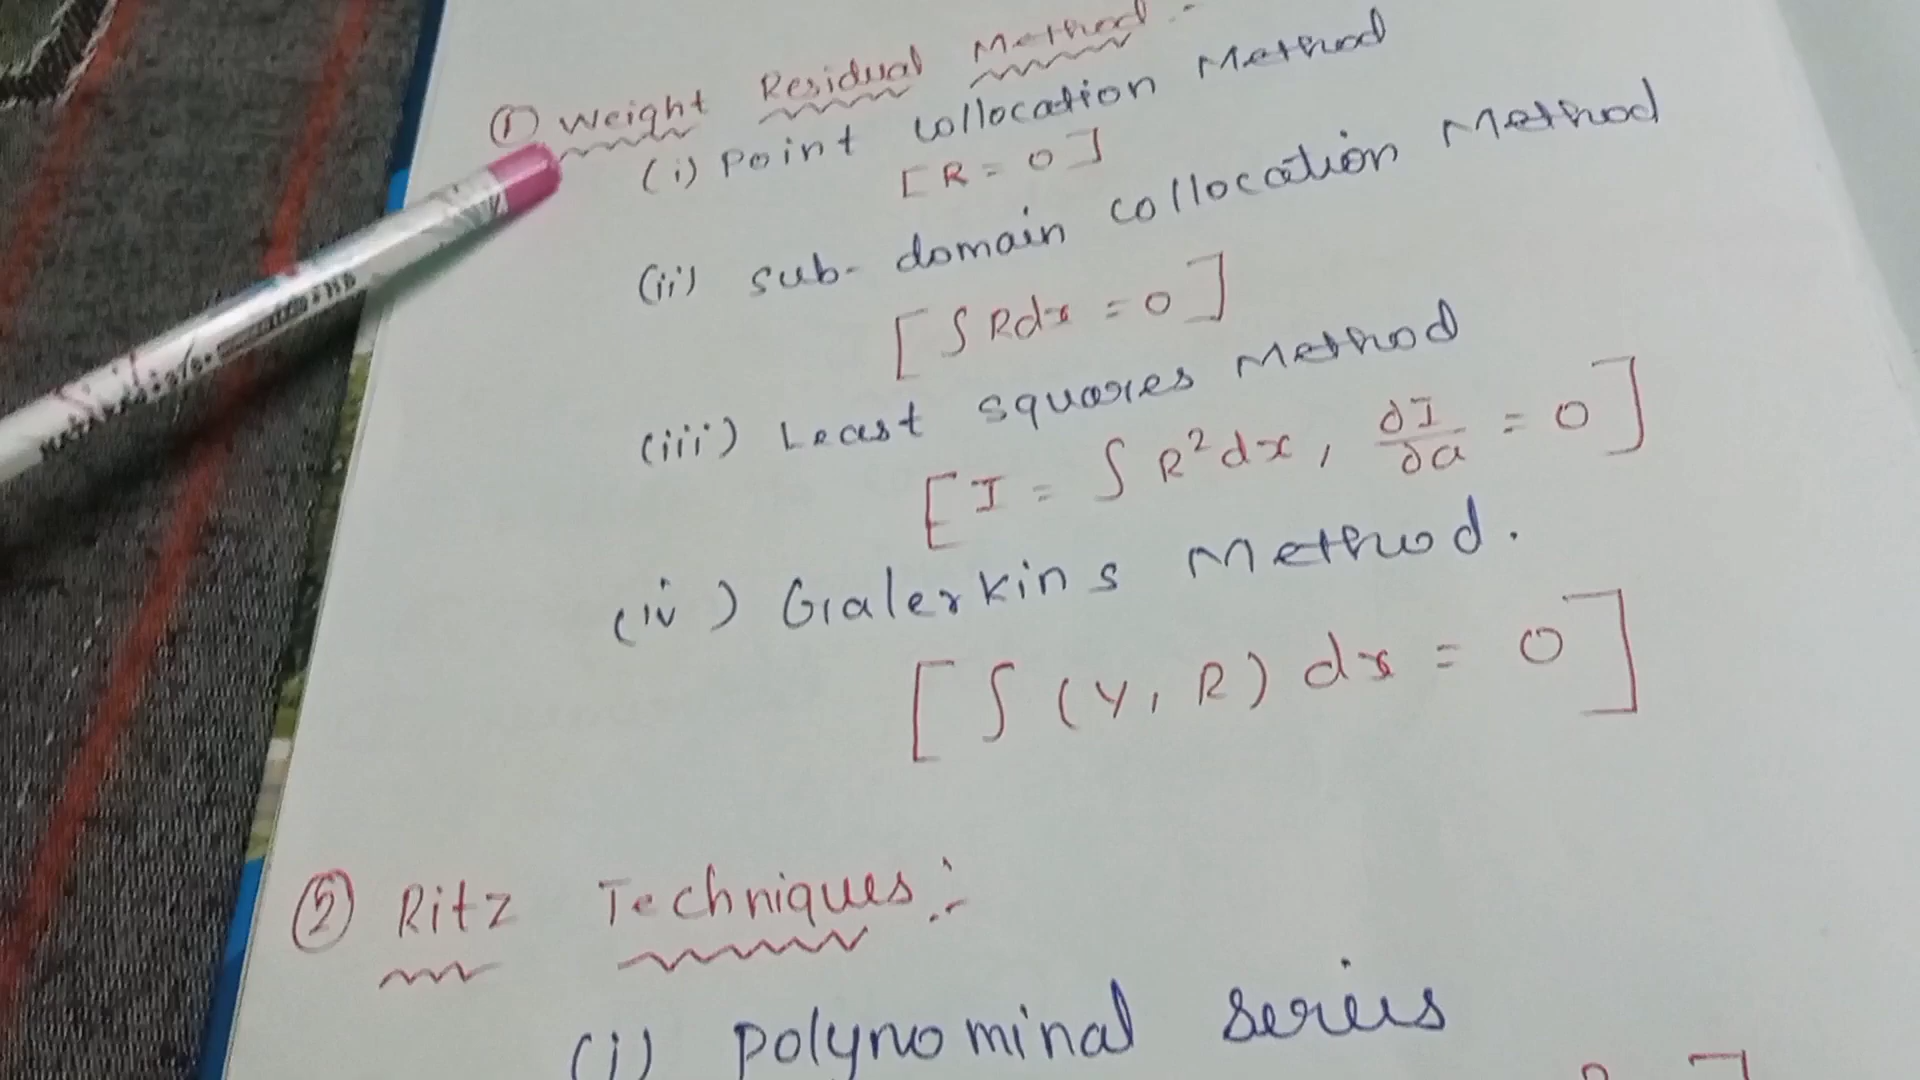 ① Weight Residual Method :-
(i) Point collocation Method
[R = 0]
(ii) sub-domain collocation Method
[∫ R dx = 0]
(iii) Least squares Method
[I = ∫ R² dx, ∂I/∂a = 0]
(iv) Galerkins Method.
[∫ (Y, R) dx = 0]
② Ritz Techniques :-
(i) polynominal series